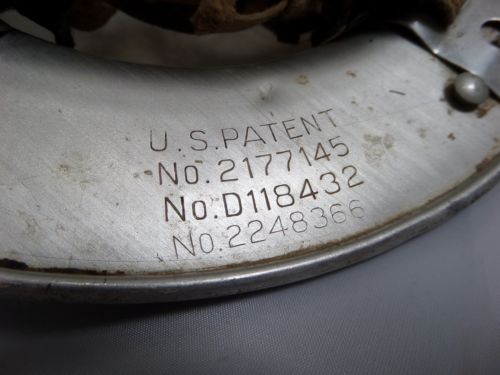 U.S. PATENT
No. 2177145
No. D118432
No. 2248366